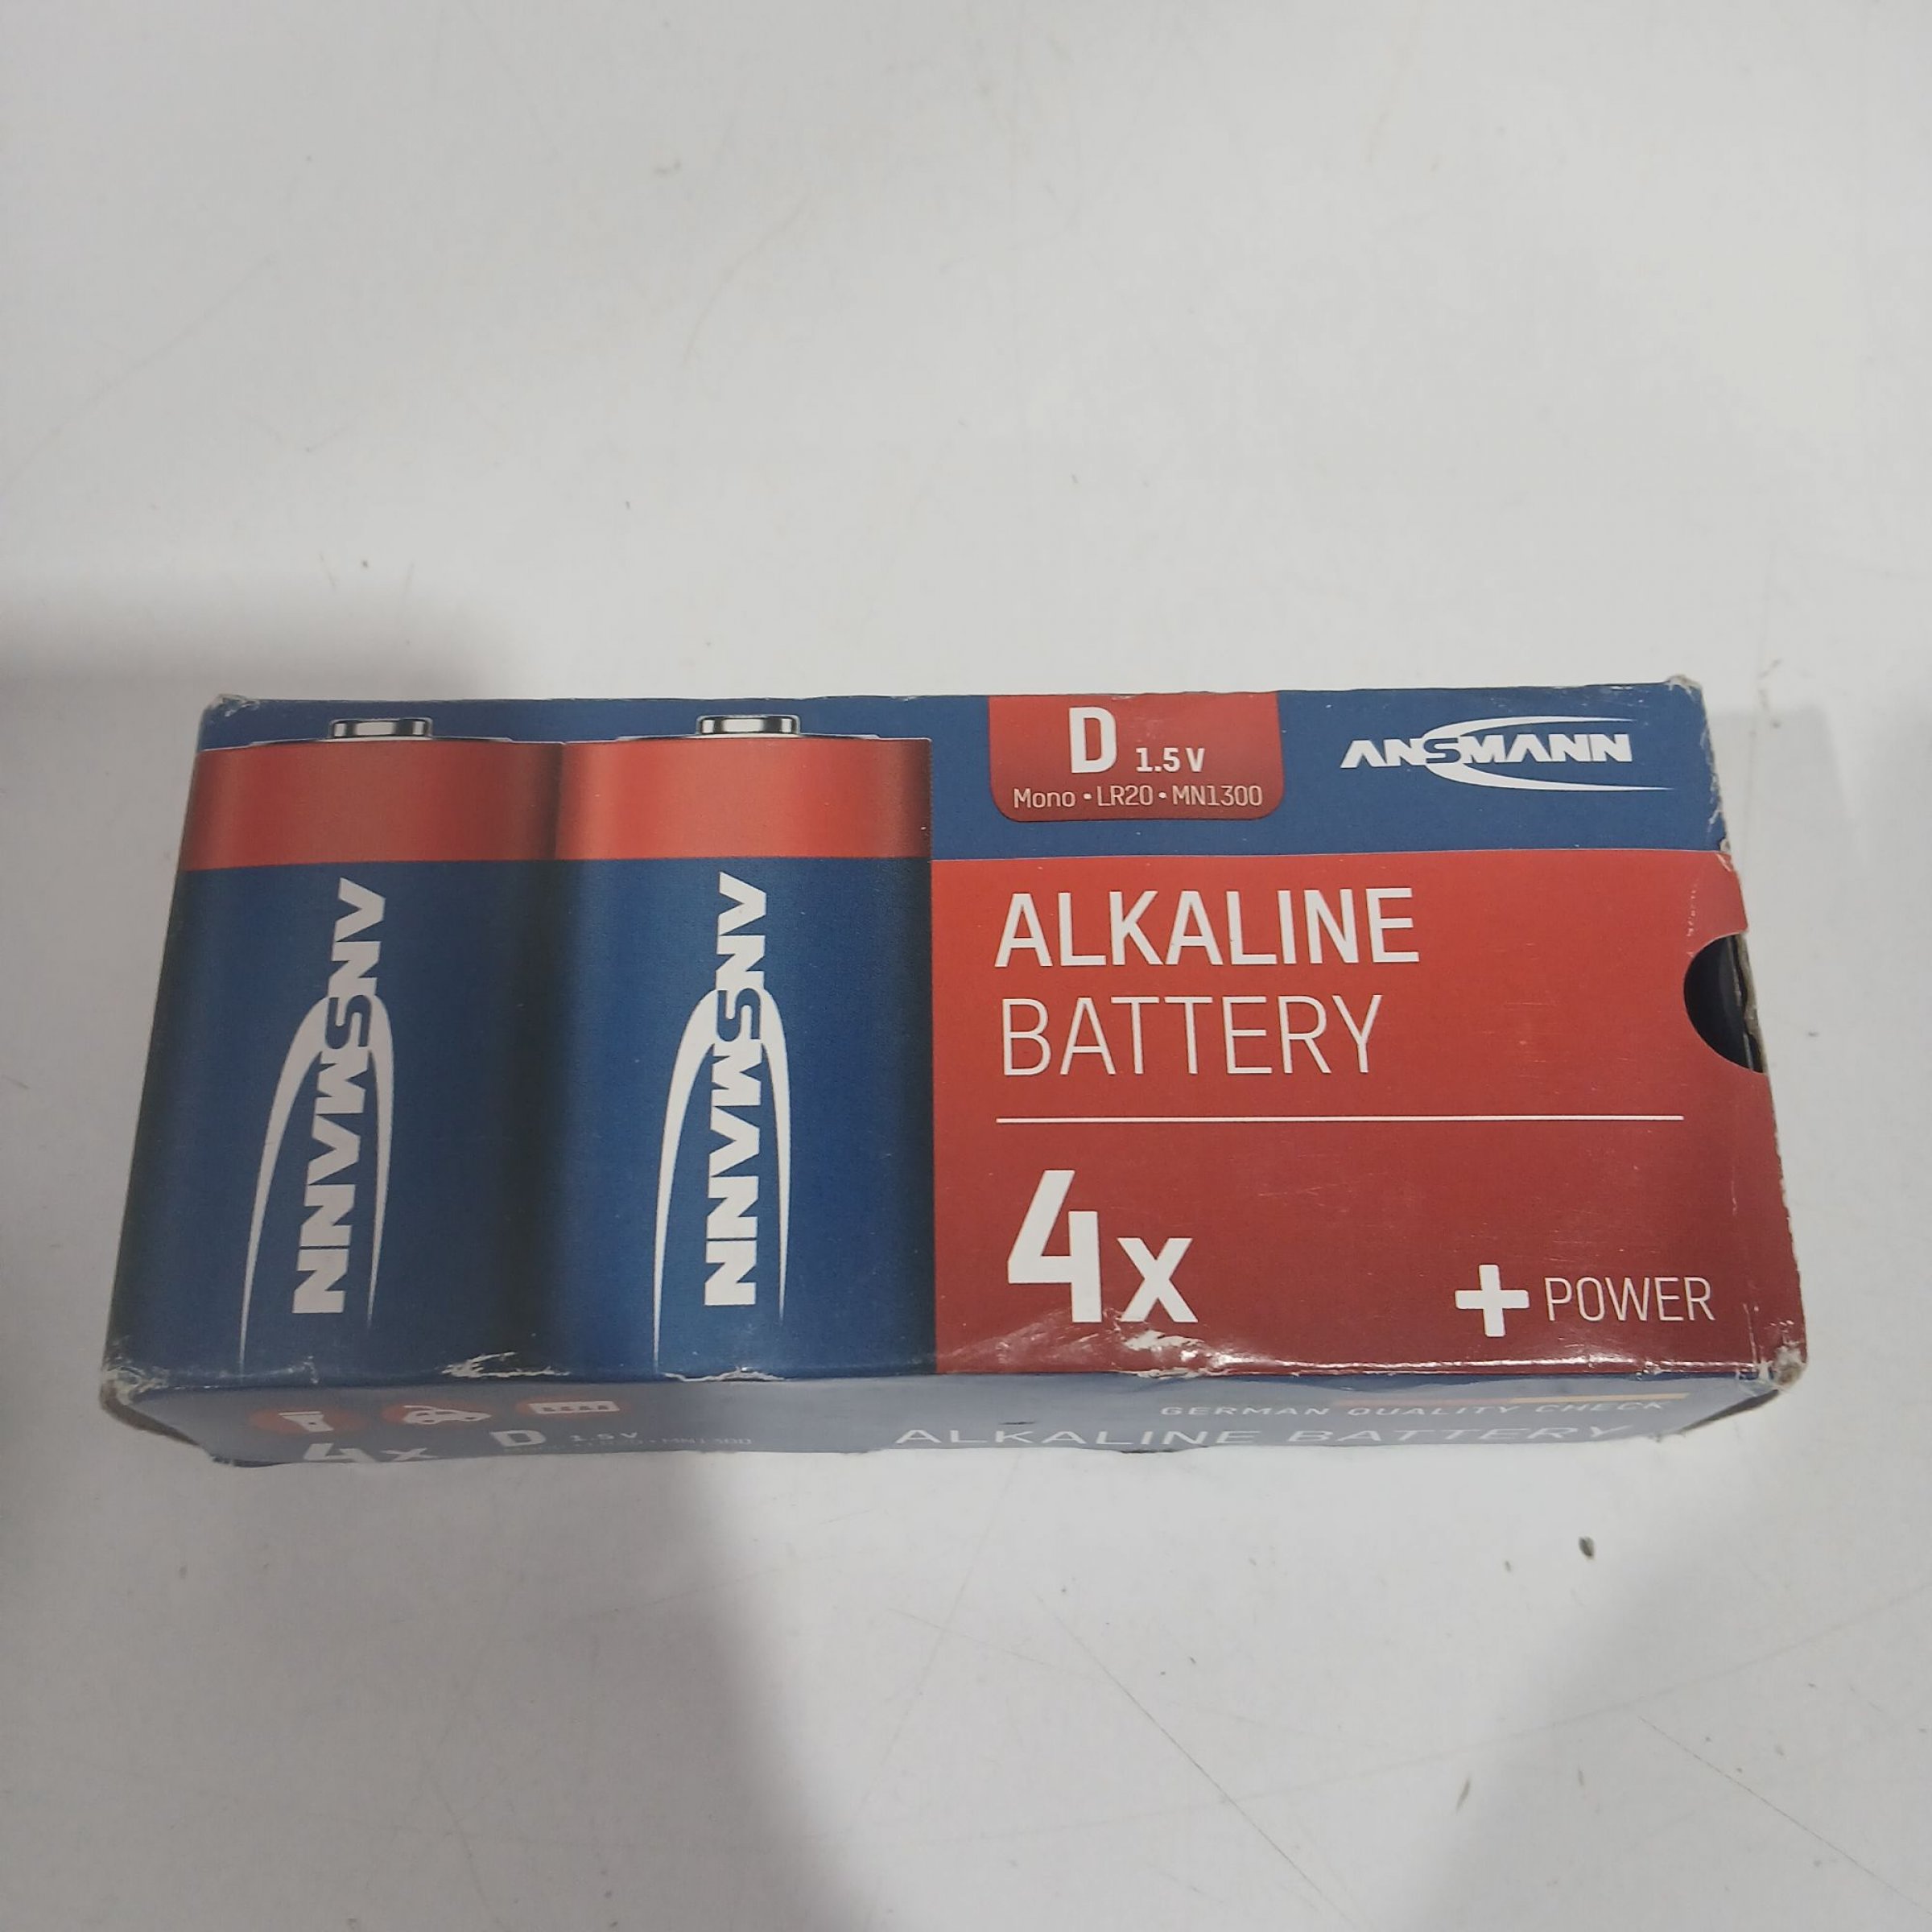 ANSMANN
ANSMANN
D 1.5 V
Mono • LR20 • MN1300
ANSMANN
ALKALINE
BATTERY
4x
+ POWER
GERMAN QUALITY CHECK
4x D 1.5 V
MN1300
ALKALINE BATTERY